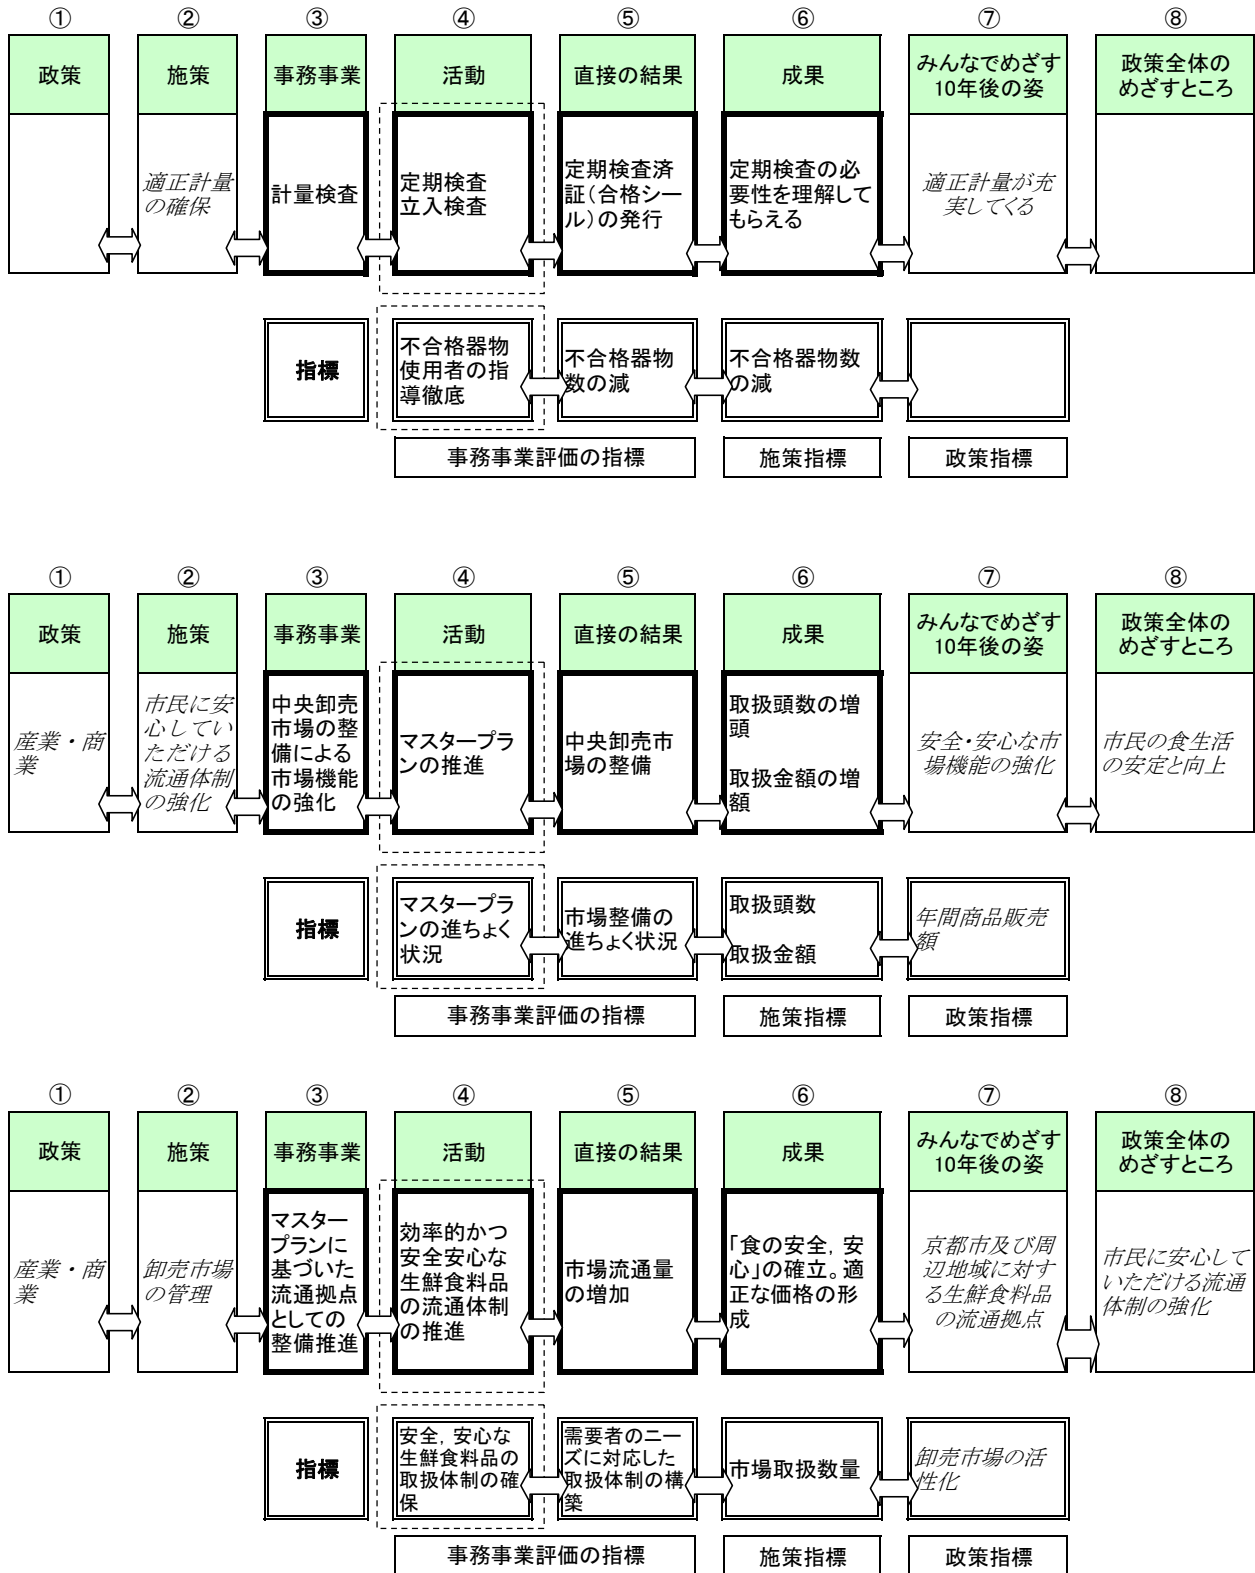 ① ② ③ ④ ⑤ ⑥ ⑦ ⑧
政策
施策
事務事業
活動
直接の結果
成果
みんなでめざす
10年後の姿
政策全体の
めざすところ
適正計量
の確保
計量検査
定期検査
立入検査
定期検査済
証(合格シー
ル)の発行
定期検査の必
要性を理解して
もらえる
適正計量が充
実してくる
指標
不合格器物
使用者の指
導徹底
不合格器物
数の減
不合格器物数
の減
事務事業評価の指標
施策指標
政策指標
① ② ③ ④ ⑤ ⑥ ⑦ ⑧
政策
施策
事務事業
活動
直接の結果
成果
みんなでめざす
10年後の姿
政策全体の
めざすところ
産業・商
業
市民に安
心してい
ただける
流通体制
の強化
中央卸売
市場の整
備による
市場機能
の強化
マスタープラ
ンの推進
中央卸売市
場の整備
取扱頭数の増
頭
取扱金額の増
額
安全・安心な市
場機能の強化
市民の食生活
の安定と向上
指標
マスタープラ
ンの進ちょく
状況
市場整備の
進ちょく状況
取扱頭数
取扱金額
年間商品販売
額
事務事業評価の指標
施策指標
政策指標
① ② ③ ④ ⑤ ⑥ ⑦ ⑧
政策
施策
事務事業
活動
直接の結果
成果
みんなでめざす
10年後の姿
政策全体の
めざすところ
産業・商
業
卸売市場
の管理
マスター
プランに
基づいた
流通拠点
としての
整備推進
効率的かつ
安全安心な
生鮮食料品
の流通体制
の推進
市場流通量
の増加
「食の安全,安
心」の確立。適
正な価格の形
成
京都市及び周
辺地域に対す
る生鮮食料品
の流通拠点
市民に安心して
いただける流通
体制の強化
指標
安全,安心な
生鮮食料品の
取扱体制の確
保
需要者のニー
ズに対応した
取扱体制の構
築
市場取扱数量
卸売市場の活
性化
事務事業評価の指標
施策指標
政策指標